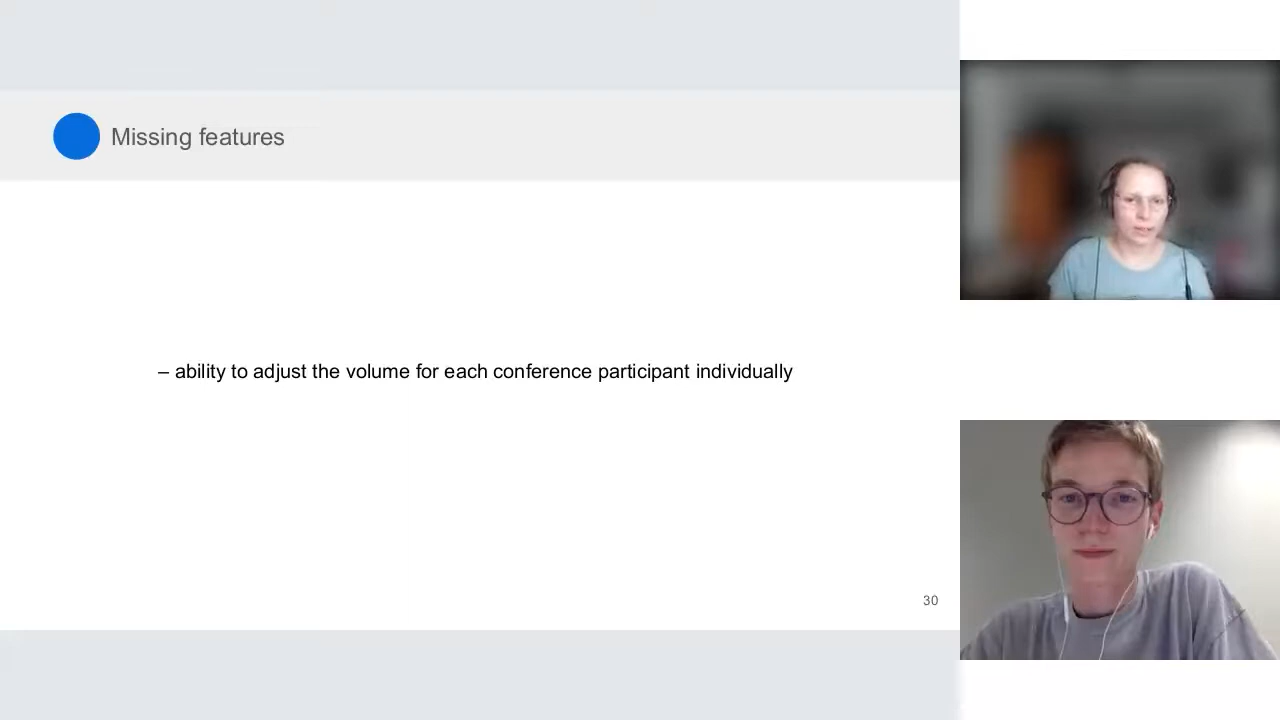 Missing features
– ability to adjust the volume for each conference participant individually
30